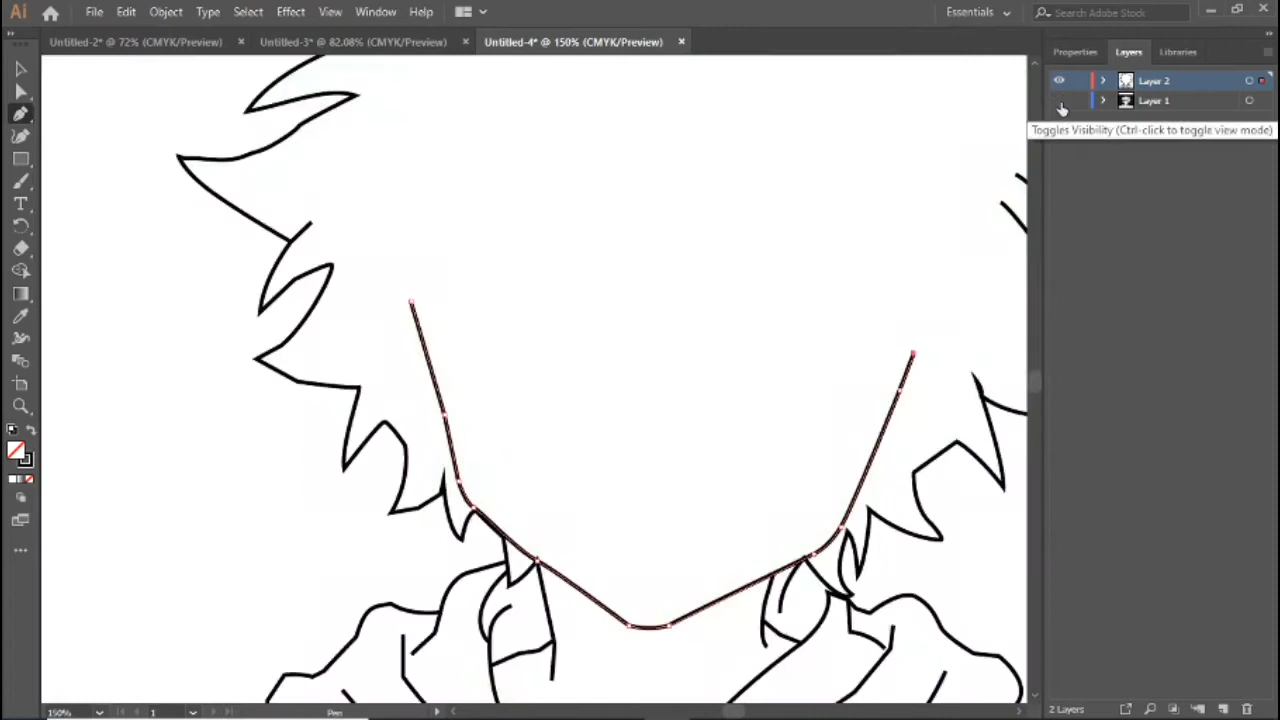 Ai File Edit Object Type Select Effect View Window Help Essentials Search Adobe Stock
Untitled-2* @ 72% (CMYK/Preview) × Untitled-3* @ 82.08% (CMYK/Preview) × Untitled-4* @ 150% (CMYK/Preview) ×
Properties Layers Libraries
Layer 2
Layer 1
Toggles Visibility (Ctrl-click to toggle view mode)
T
150% 1 Pen
2 Layers